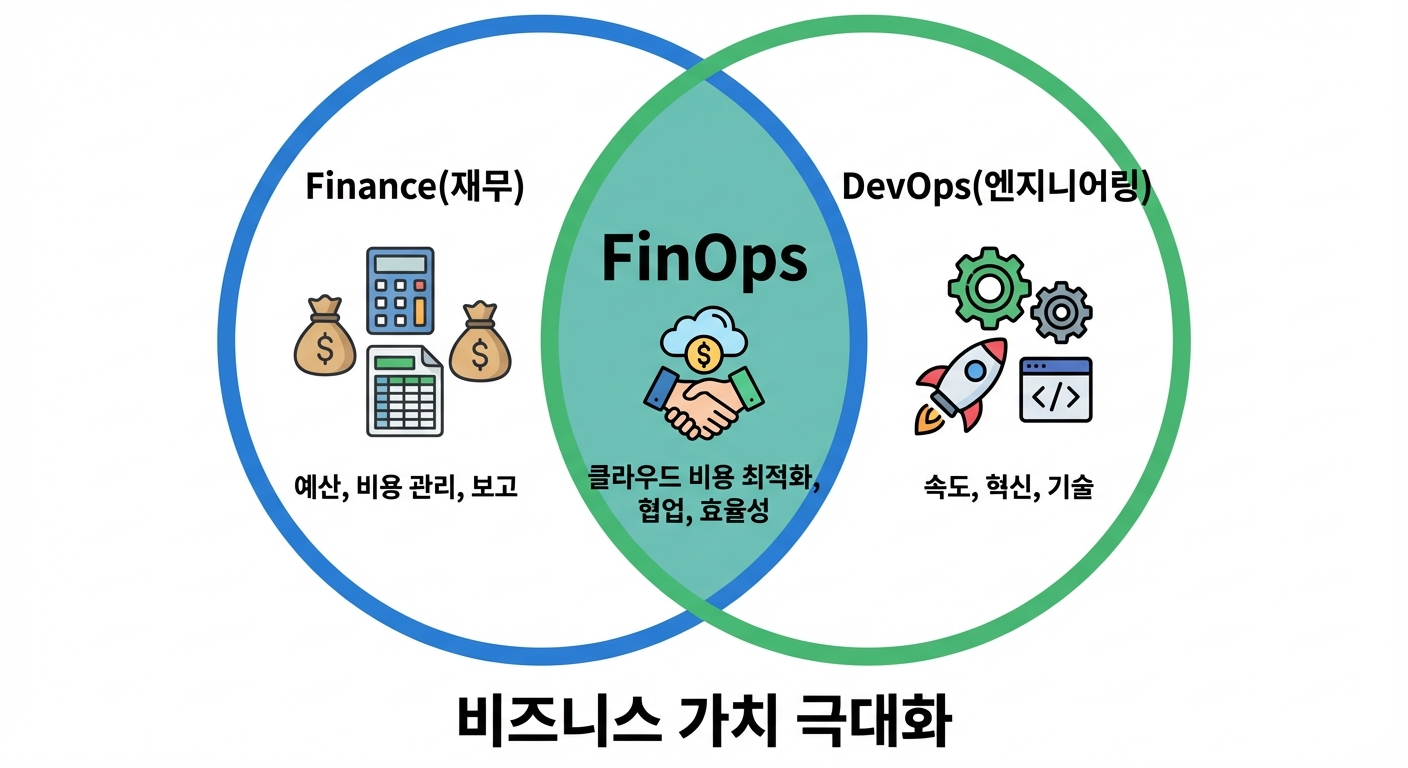 Finance(재무)
예산, 비용 관리, 보고
FinOps
클라우드 비용 최적화,
협업, 효율성
DevOps(엔지니어링)
속도, 혁신, 기술
비즈니스 가치 극대화